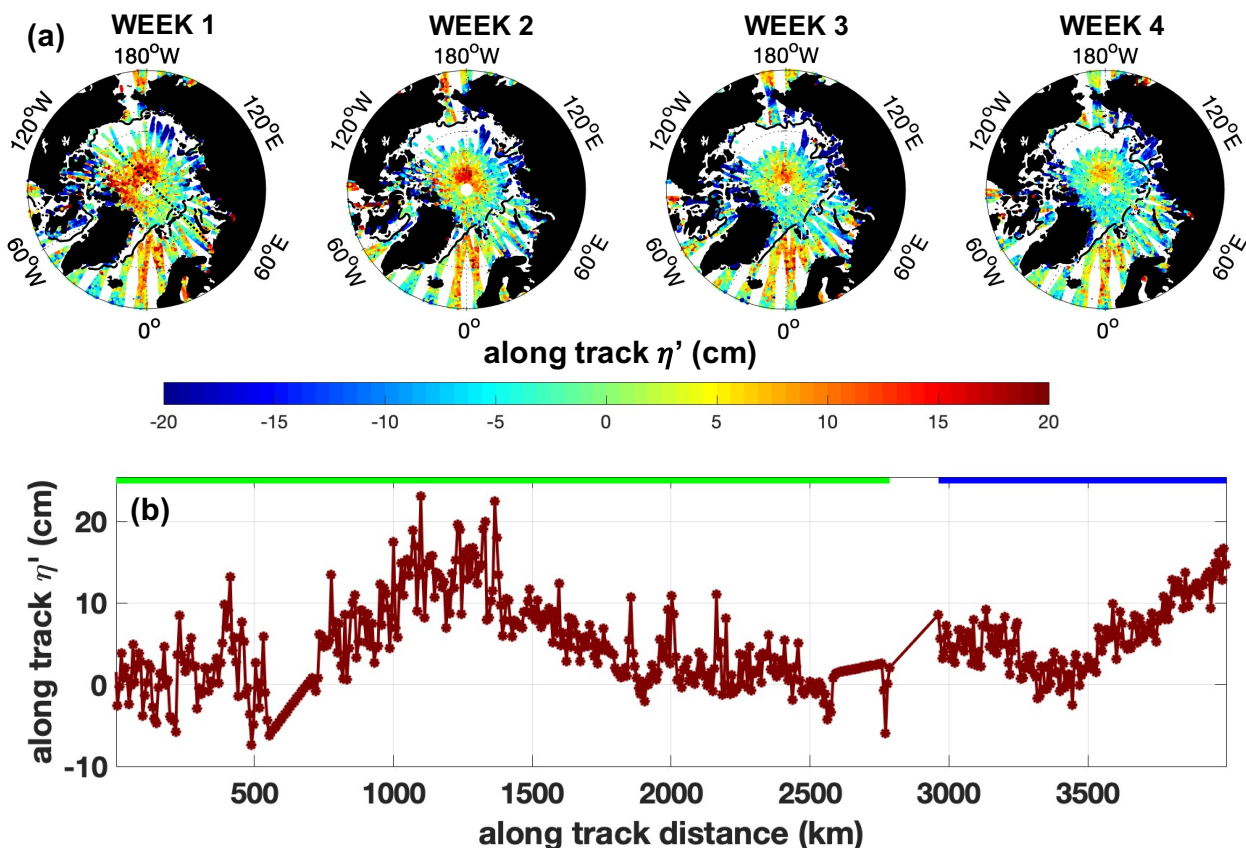 (a)
WEEK 1 WEEK 2 WEEK 3 WEEK 4
180°W 180°W 180°W 180°W
120°W 120°E 120°W 120°E 120°W 120°E 120°W 120°E
60°W 60°E 60°W 60°E 60°W 60°E 60°W 60°E
0° 0° 0° 0°
along track η’ (cm)
-20 -15 -10 -5 0 5 10 15 20
(b)
along track η' (cm)
20
10
0
-10
500 1000 1500 2000 2500 3000 3500
along track distance (km)